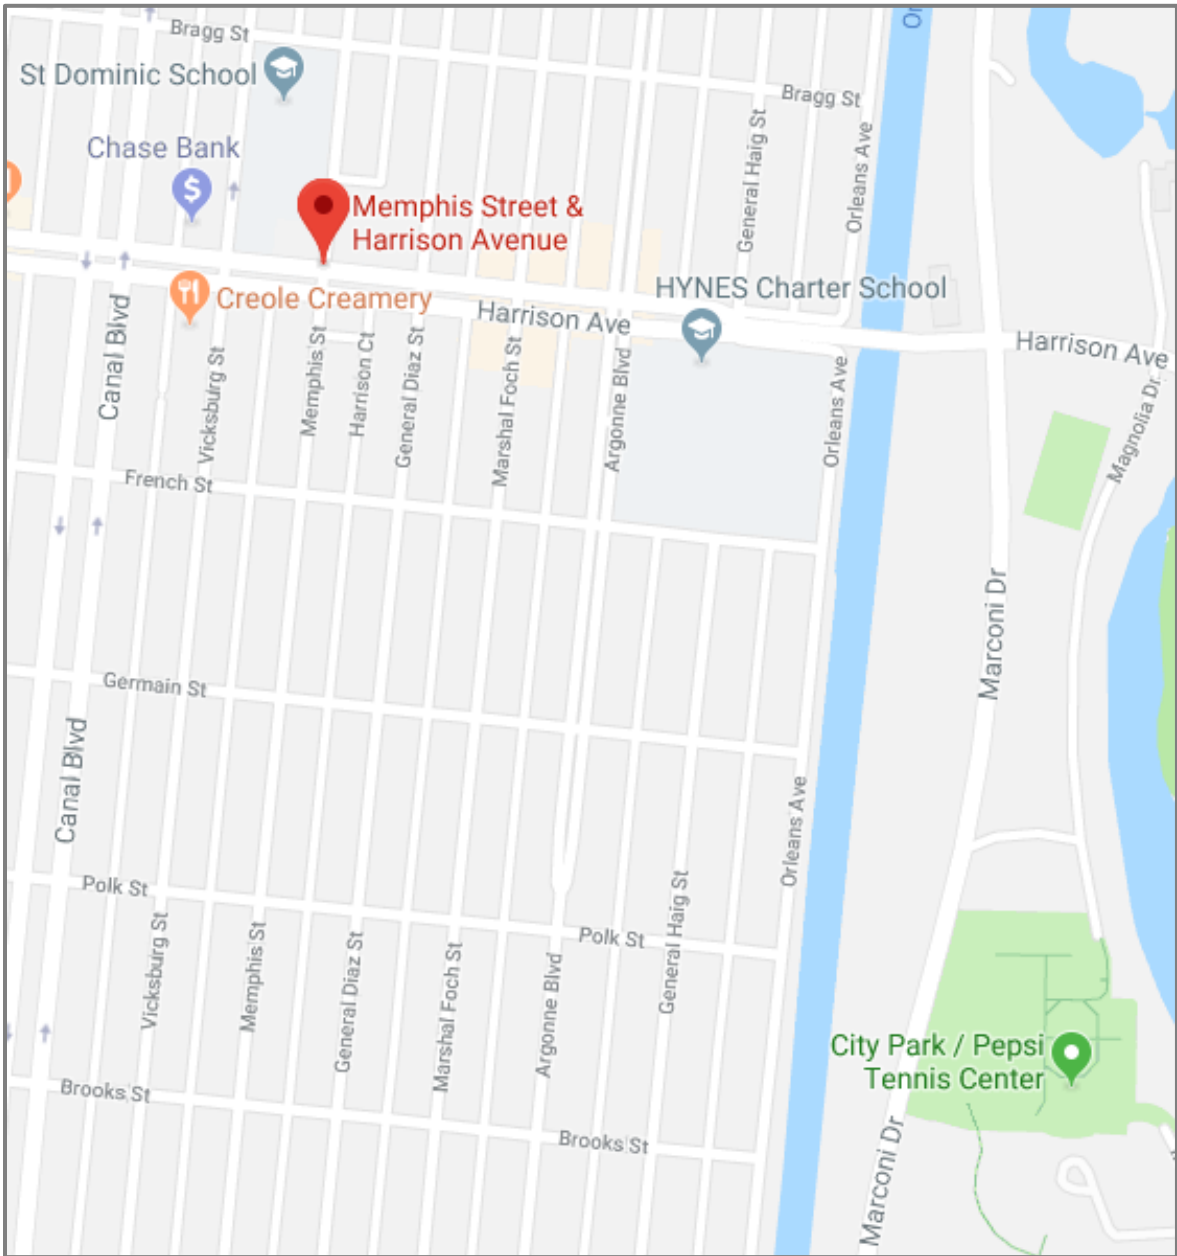 Or
Bragg St
St Dominic School
Bragg St
Chase Bank
General Haig St
Orleans Ave
Memphis Street &
Harrison Avenue
HYNES Charter School
Creole Creamery
Harrison Ave
Harrison Ave
Canal Blvd
Vicksburg St
Memphis St
Harrison Ct
General Diaz St
Marshal Foch St
Argonne Blvd
Orleans Ave
Magnolia Dr
French St
Marconi Dr
Germain St
Canal Blvd
Orleans Ave
Polk St
Polk St
General Haig St
Vicksburg St
Memphis St
General Diaz St
Marshal Foch St
Argonne Blvd
City Park / Pepsi
Tennis Center
Brooks St
Brooks St
Marconi Dr